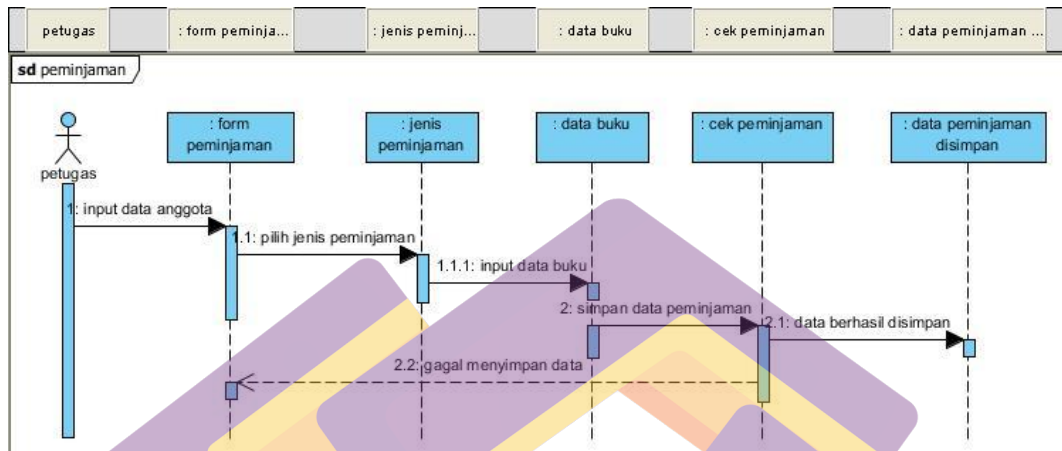 petugas : form peminja... : jenis peminj... : data buku : cek peminjaman : data peminjaman ...
sd peminjaman
: form
peminjaman
: jenis
peminjaman
: data buku
: cek peminjaman
: data peminjaman
disimpan
petugas
1: input data anggota
1.1: pilih jenis peminjaman
1.1.1: input data buku
2: simpan data peminjaman
2.1: data berhasil disimpan
2.2: gagal menyimpan data